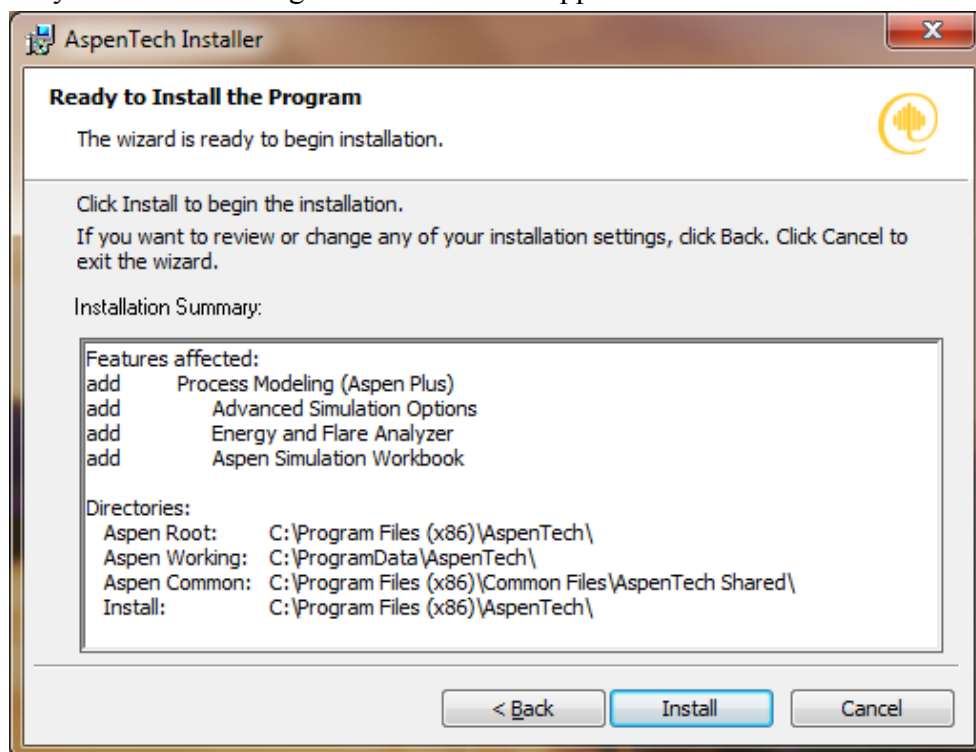 AspenTech Installer
Ready to Install the Program
The wizard is ready to begin installation.
Click Install to begin the installation.
If you want to review or change any of your installation settings, click Back. Click Cancel to
exit the wizard.
Installation Summary:
Features affected:
add Process Modeling (Aspen Plus)
add Advanced Simulation Options
add Energy and Flare Analyzer
add Aspen Simulation Workbook
Directories:
Aspen Root: C:\Program Files (x86)\AspenTech\
Aspen Working: C:\ProgramData\AspenTech\
Aspen Common: C:\Program Files (x86)\Common Files\AspenTech Shared\
Install: C:\Program Files (x86)\AspenTech\
< Back Install Cancel